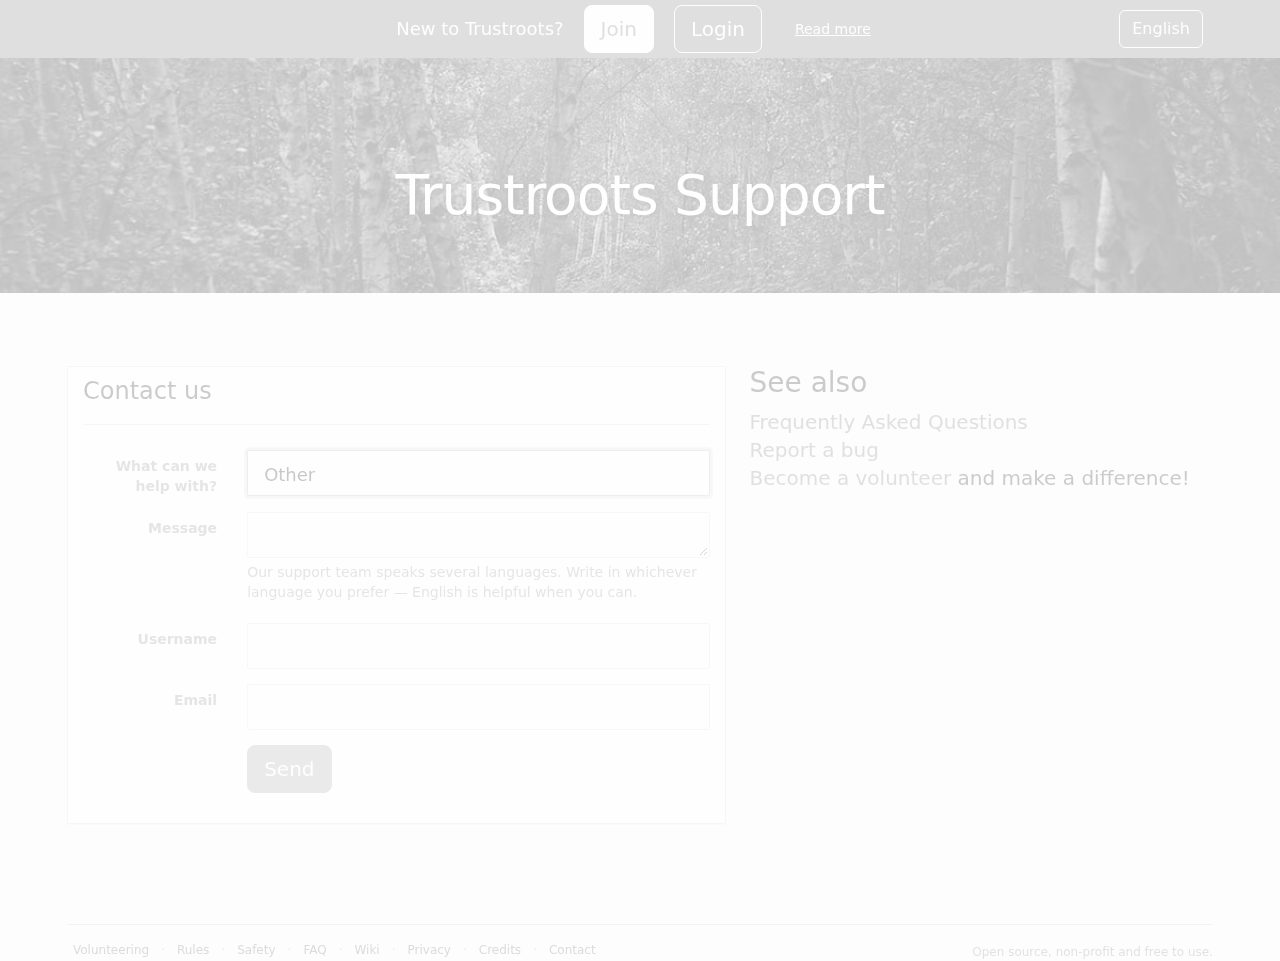 New to Trustroots? Join Login Read more English
Trustroots Support
Contact us
What can we
help with?
Other
Message
Our support team speaks several languages. Write in whichever
language you prefer — English is helpful when you can.
Username
Email
Send
See also
Frequently Asked Questions
Report a bug
Become a volunteer and make a difference!
Volunteering · Rules · Safety · FAQ · Wiki · Privacy · Credits · Contact
Open source, non-profit and free to use.